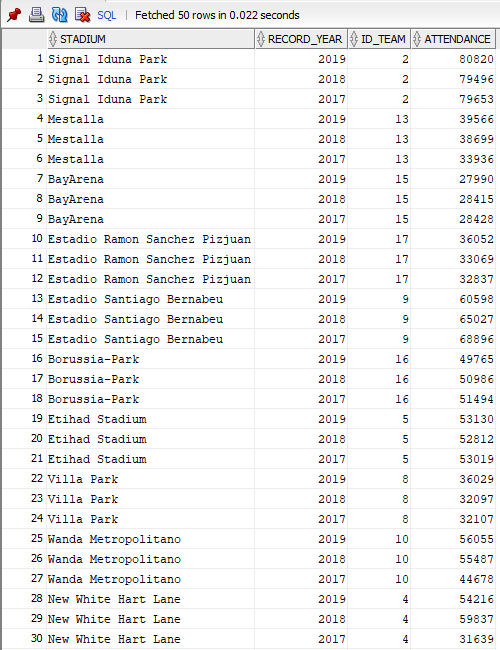 SQL | Fetched 50 rows in 0.022 seconds
STADIUM RECORD_YEAR ID_TEAM ATTENDANCE
1 Signal Iduna Park 2019 2 80820
2 Signal Iduna Park 2018 2 79496
3 Signal Iduna Park 2017 2 79653
4 Mestalla 2019 13 39566
5 Mestalla 2018 13 38699
6 Mestalla 2017 13 33936
7 BayArena 2019 15 27990
8 BayArena 2018 15 28415
9 BayArena 2017 15 28428
10 Estadio Ramon Sanchez Pizjuan 2019 17 36052
11 Estadio Ramon Sanchez Pizjuan 2018 17 33069
12 Estadio Ramon Sanchez Pizjuan 2017 17 32837
13 Estadio Santiago Bernabeu 2019 9 60598
14 Estadio Santiago Bernabeu 2018 9 65027
15 Estadio Santiago Bernabeu 2017 9 68896
16 Borussia-Park 2019 16 49765
17 Borussia-Park 2018 16 50986
18 Borussia-Park 2017 16 51494
19 Etihad Stadium 2019 5 53130
20 Etihad Stadium 2018 5 52812
21 Etihad Stadium 2017 5 53019
22 Villa Park 2019 8 36029
23 Villa Park 2018 8 32097
24 Villa Park 2017 8 32107
25 Wanda Metropolitano 2019 10 56055
26 Wanda Metropolitano 2018 10 55487
27 Wanda Metropolitano 2017 10 44678
28 New White Hart Lane 2019 4 54216
29 New White Hart Lane 2018 4 59837
30 New White Hart Lane 2017 4 31639